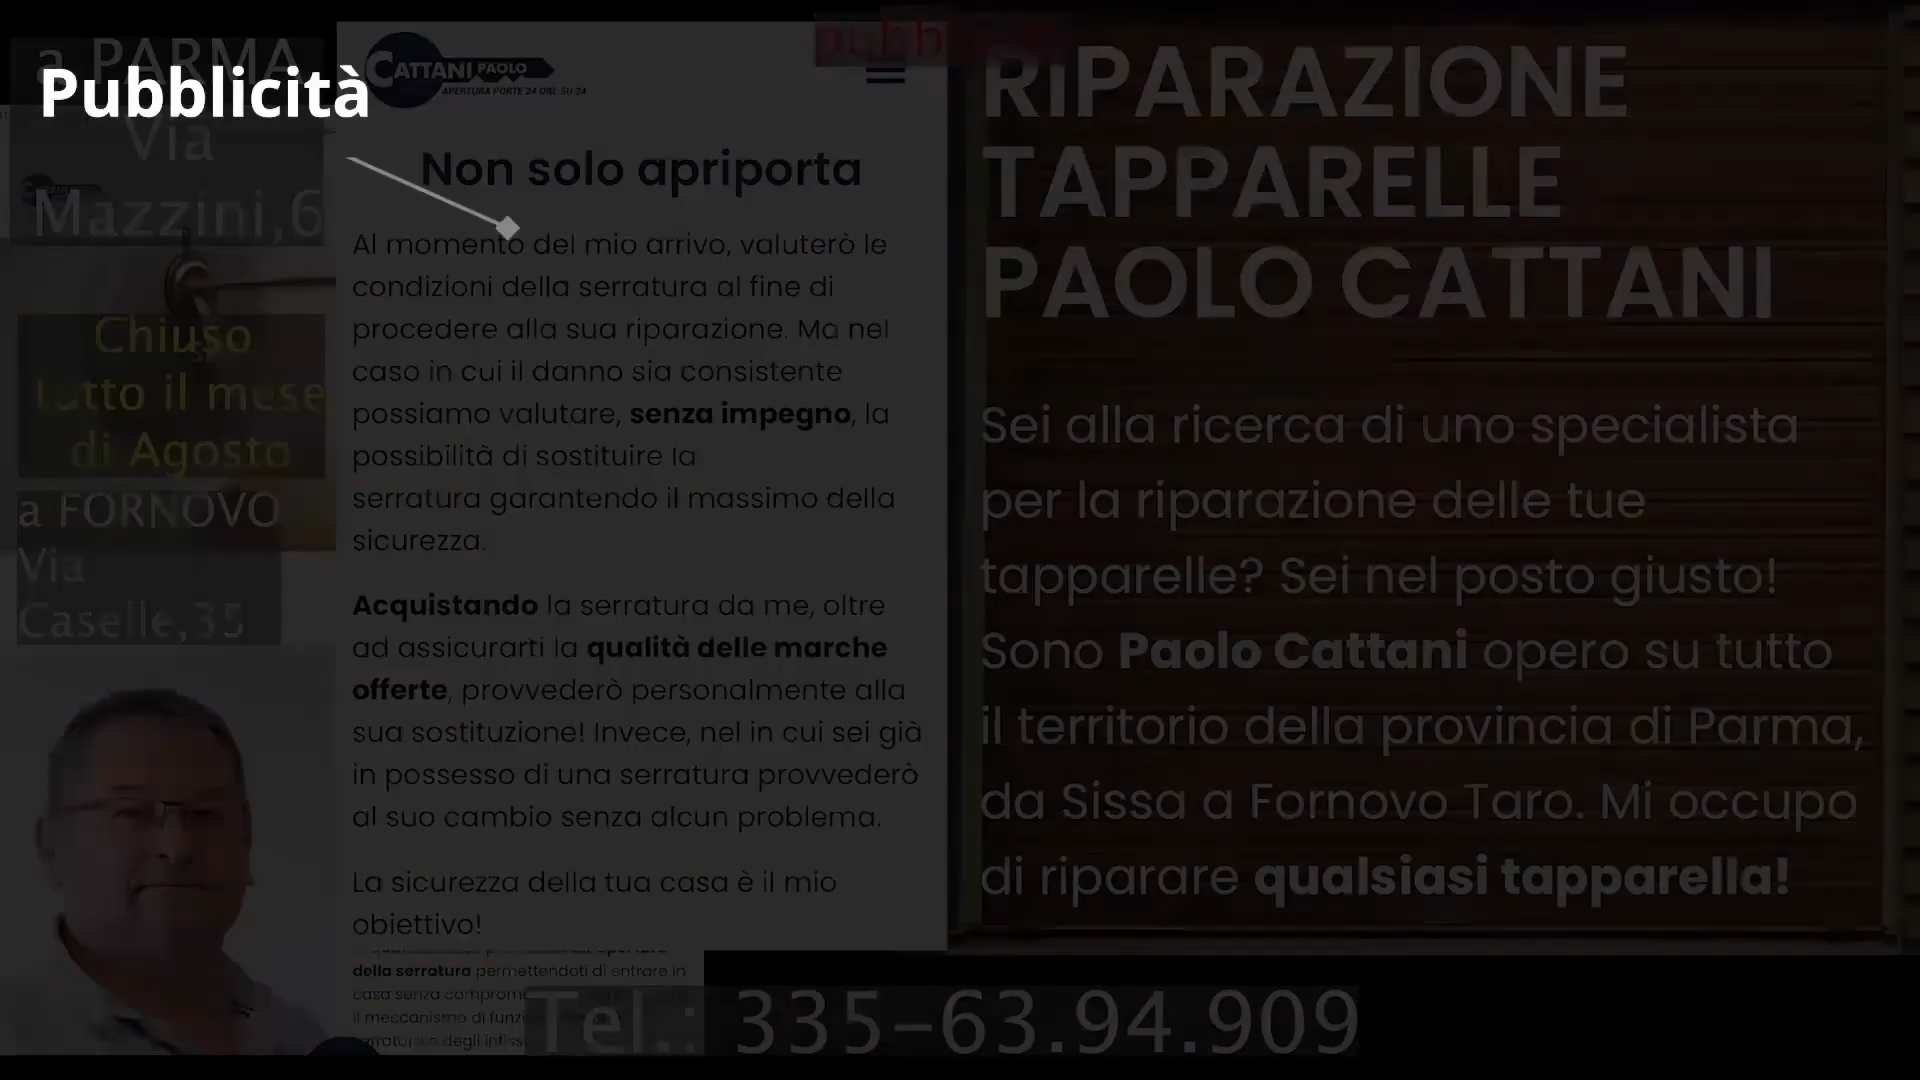 Pubblicità
a PARMA
Via
Mazzini,6
Chiuso
tutto il mese
di Agosto
a FORNOVO
Via
Caselle,35
CATTANI PAOLO
APERTURA PORTE 24 ORE SU 24
Non solo apriporta
Al momento del mio arrivo, valuterò le
condizioni della serratura al fine di
procedere alla sua riparazione. Ma nel
caso in cui il danno sia consistente
possiamo valutare, senza impegno, la
possibilità di sostituire la
serratura garantendo il massimo della
sicurezza.
Acquistando la serratura da me, oltre
ad assicurarti la qualità delle marche
offerte, provvederò personalmente alla
sua sostituzione! Invece, nel in cui sei già
in possesso di una serratura provvederò
al suo cambio senza alcun problema.
La sicurezza della tua casa è il mio
obiettivo!
della serratura permettendoti di entrare in
casa senza
il meccanismo di
degli
RIPARAZIONE
TAPPARELLE
PAOLO CATTANI
Sei alla ricerca di uno specialista
per la riparazione delle tue
tapparelle? Sei nel posto giusto!
Sono Paolo Cattani opero su tutto
il territorio della provincia di Parma,
da Sissa a Fornovo Taro. Mi occupo
di riparare qualsiasi tapparella!
Tel.: 335-63.94.909